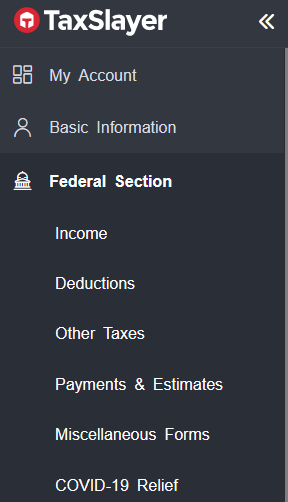 TaxSlayer
My Account
Basic Information
Federal Section
Income
Deductions
Other Taxes
Payments & Estimates
Miscellaneous Forms
COVID-19 Relief